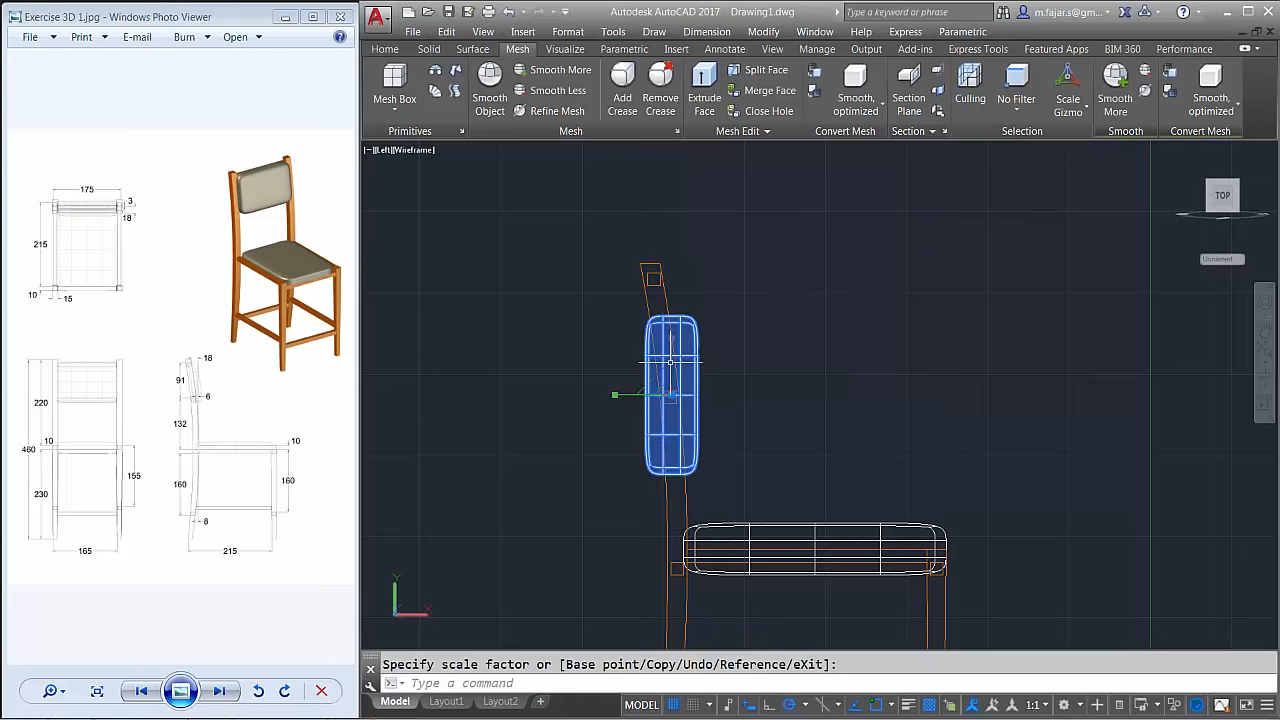 Exercise 3D 1.jpg - Windows Photo Viewer
File
Print
E-mail
Burn
Open
175
3
18
215
10
15
18
91
6
220
132
10
10
460
155
160
160
230
8
165
215
Autodesk AutoCAD 2017 Drawing1.dwg
Type a keyword or phrase
m.fajar.s@gm...
File Edit View Insert Format Tools Draw Dimension Modify Window Help Express Parametric
Home Solid Surface Mesh Visualize Parametric Insert Annotate View Manage Output Add-ins Express Tools Featured Apps BIM 360 Performance
Mesh Box
Primitives
Smooth Object
Smooth More
Smooth Less
Refine Mesh
Add Crease
Remove Crease
Mesh
Extrude Face
Split Face
Merge Face
Close Hole
Mesh Edit
Smooth, optimized
Convert Mesh
Section Plane
Section
Culling
No Filter
Scale Gizmo
Selection
Smooth More
Smooth
Smooth, optimized
Convert Mesh
[−][Left][Wireframe]
TOP
Unnamed
Y
X
Specify scale factor or [Base point/Copy/Undo/Reference/eXit]:
Type a command
Model Layout1 Layout2 +
MODEL
1:1